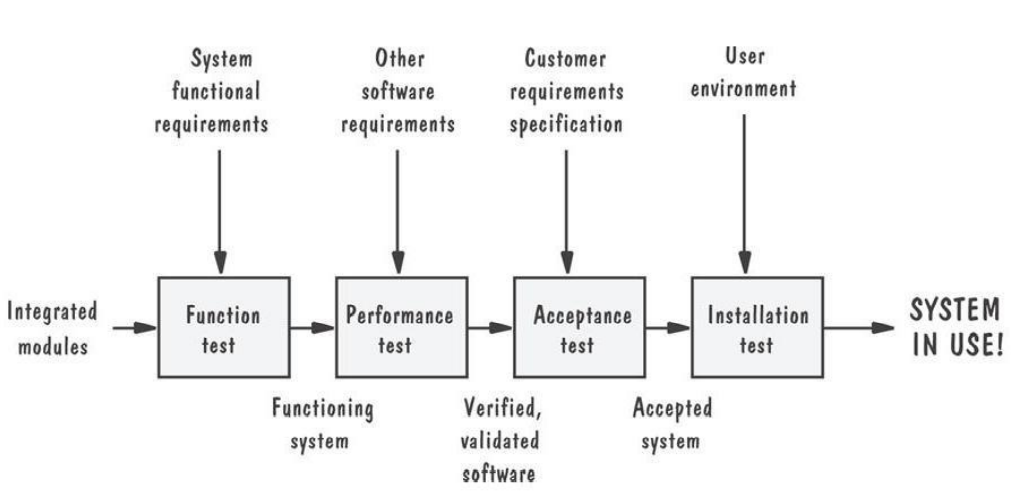 System
functional
requirements
Other
software
requirements
Customer
requirements
specification
User
environment
Integrated
modules
Function
test
Performance
test
Acceptance
test
Installation
test
SYSTEM
IN USE!
Functioning
system
Verified,
validated
software
Accepted
system